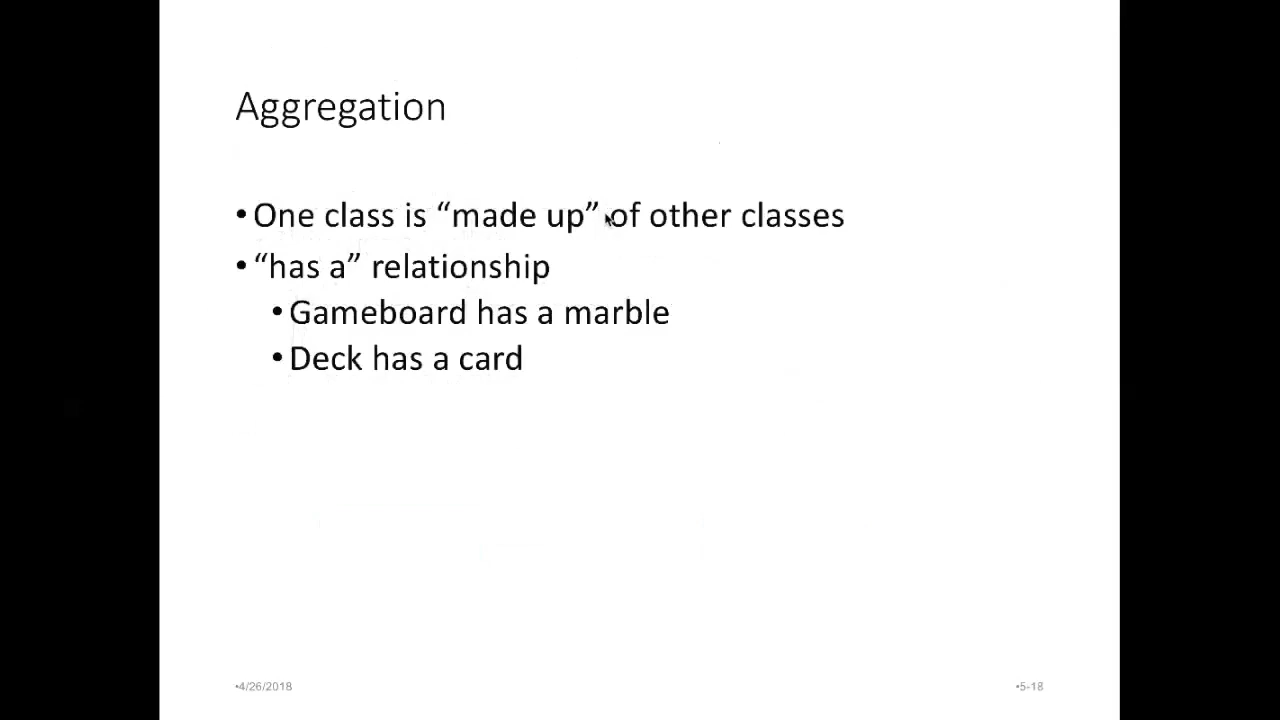 Aggregation
•One class is “made up” of other classes
•“has a” relationship
•Gameboard has a marble
•Deck has a card
•4/26/2018
•5-18